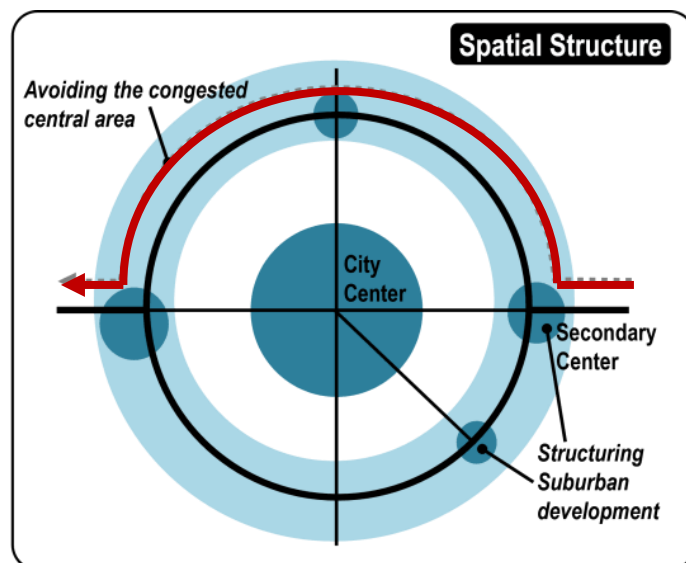 Spatial Structure
Avoiding the congested
central area
City
Center
Secondary
Center
Structuring
Suburban
development